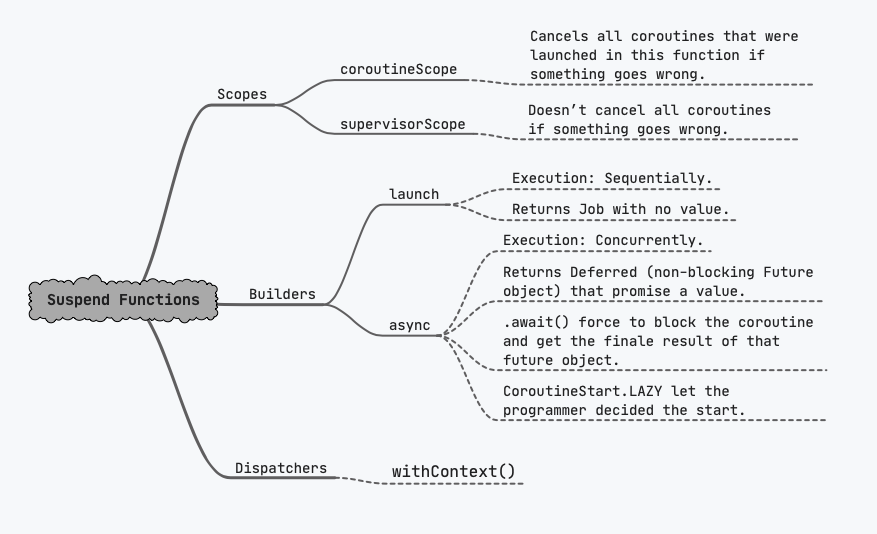 Cancels all coroutines that were
launched in this function if
something goes wrong.
coroutineScope
Scopes
Doesn’t cancel all coroutines
if something goes wrong.
supervisorScope
Execution: Sequentially.
launch
Returns Job with no value.
Execution: Concurrently.
Returns Deferred (non-blocking Future
object) that promise a value.
Suspend Functions
Builders
.await() force to block the coroutine
and get the finale result of that
future object.
async
CoroutineStart.LAZY let the
programmer decided the start.
Dispatchers
withContext()